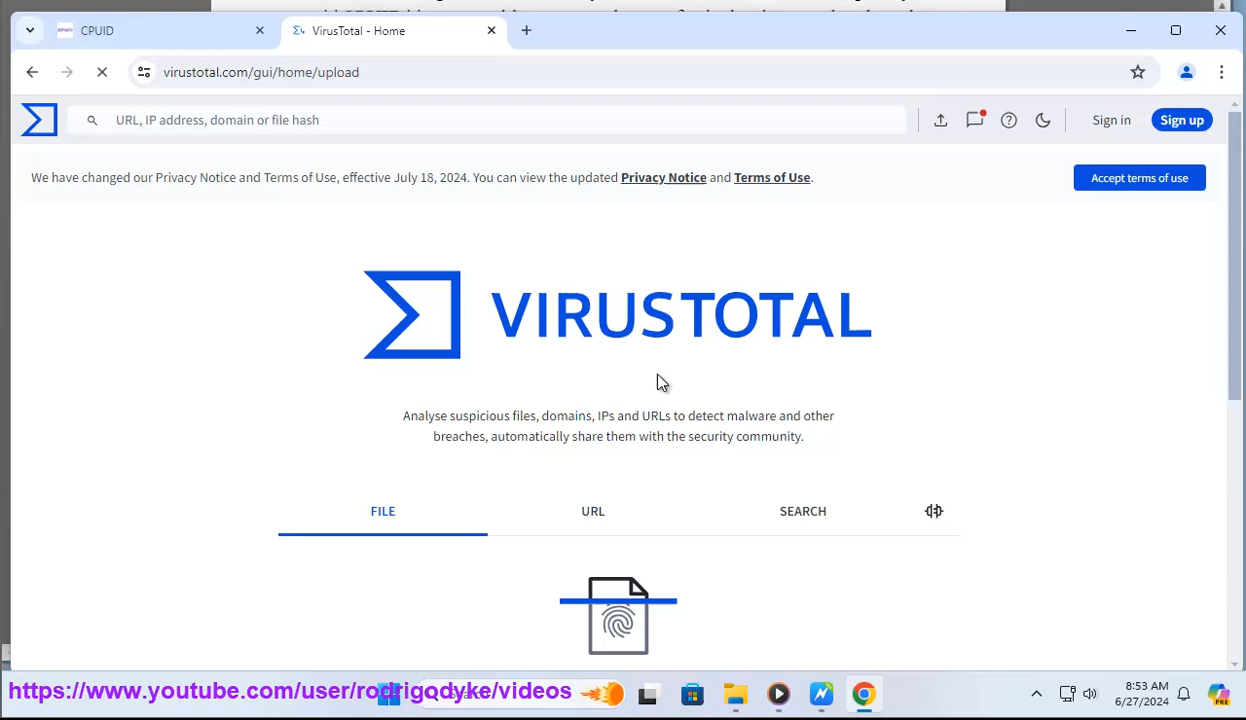 CPUID
VirusTotal - Home
virustotal.com/gui/home/upload
URL, IP address, domain or file hash
Sign in
Sign up
We have changed our Privacy Notice and Terms of Use, effective July 18, 2024. You can view the updated Privacy Notice and Terms of Use.
Accept terms of use
VIRUSTOTAL
Analyse suspicious files, domains, IPs and URLs to detect malware and other
breaches, automatically share them with the security community.
FILE
URL
SEARCH
https://www.youtube.com/user/rodrigodyke/videos
8:53 AM
6/27/2024
PRE